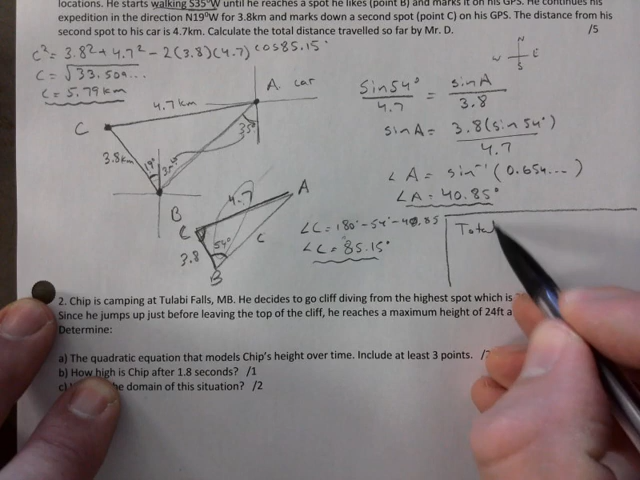 locations. He starts walking S35°W until he reaches a spot he likes (point B) and marks it on his GPS. He continues his
expedition in the direction N19°W for 3.8km and marks down a second spot (point C) on his GPS. The distance from his
second spot to his car is 4.7km. Calculate the total distance travelled so far by Mr. D. /5
c² = 3.8² + 4.7² - 2(3.8)(4.7) cos85.15°
c = √33.509...
c = 5.79km
N
W E
S
A. car
4.7km
C
35°
3.8km
19°
35°
B
sin54° / 4.7 = sinA / 3.8
sinA = 3.8(sin54°) / 4.7
∠A = sin⁻¹(0.654...)
∠A = 40.85°
4.7
A
C
54°
c
3.8
B
∠C = 180° - 54° - 40.85
∠C = 85.15°
Total
2. Chip is camping at Tulabi Falls, MB. He decides to go cliff diving from the highest spot which is
Since he jumps up just before leaving the top of the cliff, he reaches a maximum height of 24ft a
Determine:
a) The quadratic equation that models Chip's height over time. Include at least 3 points.
b) How high is Chip after 1.8 seconds? /1
c) he domain of this situation? /2